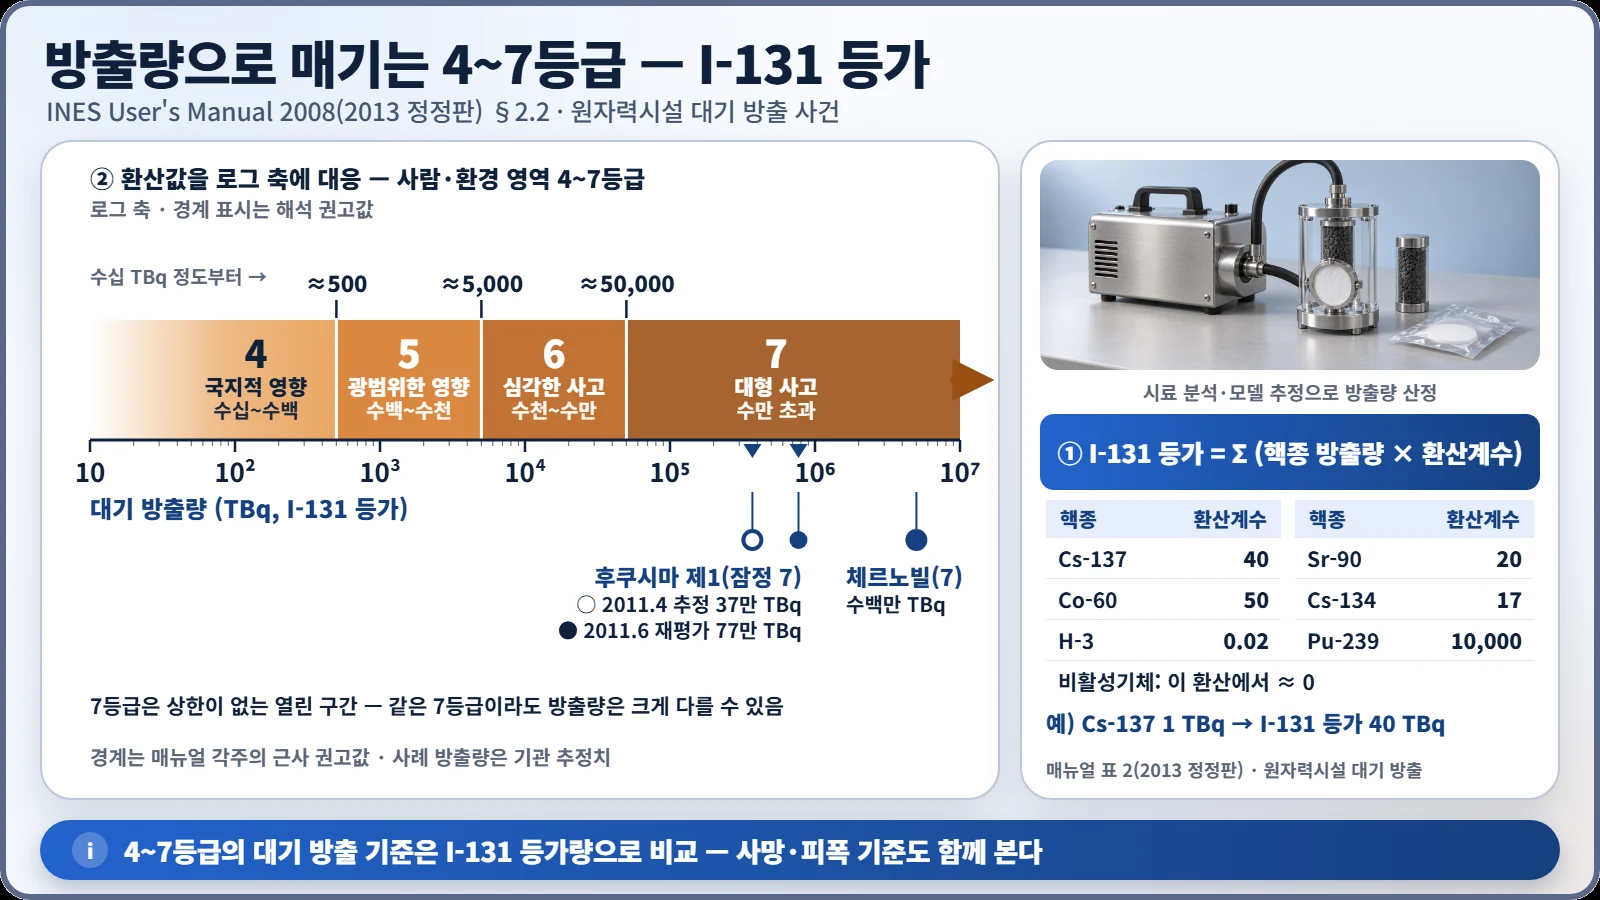 방출량으로 매기는 4~7등급 — I-131 등가
INES User's Manual 2008(2013 정정판) §2.2 · 원자력시설 대기 방출 사건
② 환산값을 로그 축에 대응 — 사람·환경 영역 4~7등급
로그 축 · 경계 표시는 해석 권고값
수십 TBq 정도부터 →
≈500 ≈5,000 ≈50,000
4 5 6 7
국지적 영향 광범위한 영향 심각한 사고 대형 사고
수십~수백 수백~수천 수천~수만 수만 초과
10 10² 10³ 10⁴ 10⁵ 10⁶ 10⁷
대기 방출량 (TBq, I-131 등가)
후쿠시마 제1(잠정 7)
○ 2011.4 추정 37만 TBq
● 2011.6 재평가 77만 TBq
체르노빌(7)
수백만 TBq
7등급은 상한이 없는 열린 구간 — 같은 7등급이라도 방출량은 크게 다를 수 있음
경계는 매뉴얼 각주의 근사 권고값 · 사례 방출량은 기관 추정치
시료 분석·모델 추정으로 방출량 산정
① I-131 등가 = Σ (핵종 방출량 × 환산계수)
핵종 환산계수 핵종 환산계수
Cs-137 40 Sr-90 20
Co-60 50 Cs-134 17
H-3 0.02 Pu-239 10,000
비활성기체: 이 환산에서 ≈ 0
예) Cs-137 1 TBq → I-131 등가 40 TBq
매뉴얼 표 2(2013 정정판) · 원자력시설 대기 방출
i 4~7등급의 대기 방출 기준은 I-131 등가량으로 비교 — 사망·피폭 기준도 함께 본다